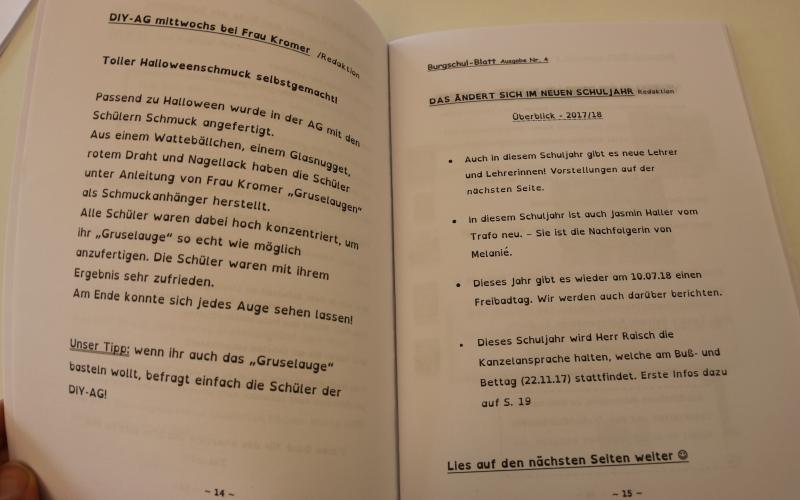 DIY-AG mittwochs bei Frau Kromer /Redaktion
Toller Halloweenschmuck selbstgemacht!
Passend zu Halloween wurde in der AG mit den
Schülern Schmuck angefertigt.
Aus einem Wattebällchen, einem Glasnugget,
rotem Draht und Nagellack haben die Schüler
unter Anleitung von Frau Kromer „Gruselaugen“
als Schmuckanhänger herstellt.
Alle Schüler waren dabei hoch konzentriert, um
ihr „Gruselauge“ so echt wie möglich
anzufertigen. Die Schüler waren mit ihrem
Ergebnis sehr zufrieden.
Am Ende konnte sich jedes Auge sehen lassen!
Unser Tipp: wenn ihr auch das „Gruselauge“
basteln wollt, befragt einfach die Schüler der
DIY-AG!
~ 14 ~
Burgschul-Blatt Ausgabe Nr. 4
DAS ÄNDERT SICH IM NEUEN SCHULJAHR Redaktion
Überblick - 2017/18
• Auch in diesem Schuljahr gibt es neue Lehrer
und Lehrerinnen! Vorstellungen auf der
nächsten Seite.
• In diesem Schuljahr ist auch Jasmin Haller vom
Trafo neu. – Sie ist die Nachfolgerin von
Melanié.
• Dieses Jahr gibt es wieder am 10.07.18 einen
Freibadtag. Wir werden auch darüber berichten.
• Dieses Schuljahr wird Herr Raisch die
Kanzelansprache halten, welche am Buß- und
Bettag (22.11.17) stattfindet. Erste Infos dazu
auf S. 19
Lies auf den nächsten Seiten weiter ☺
~ 15 ~